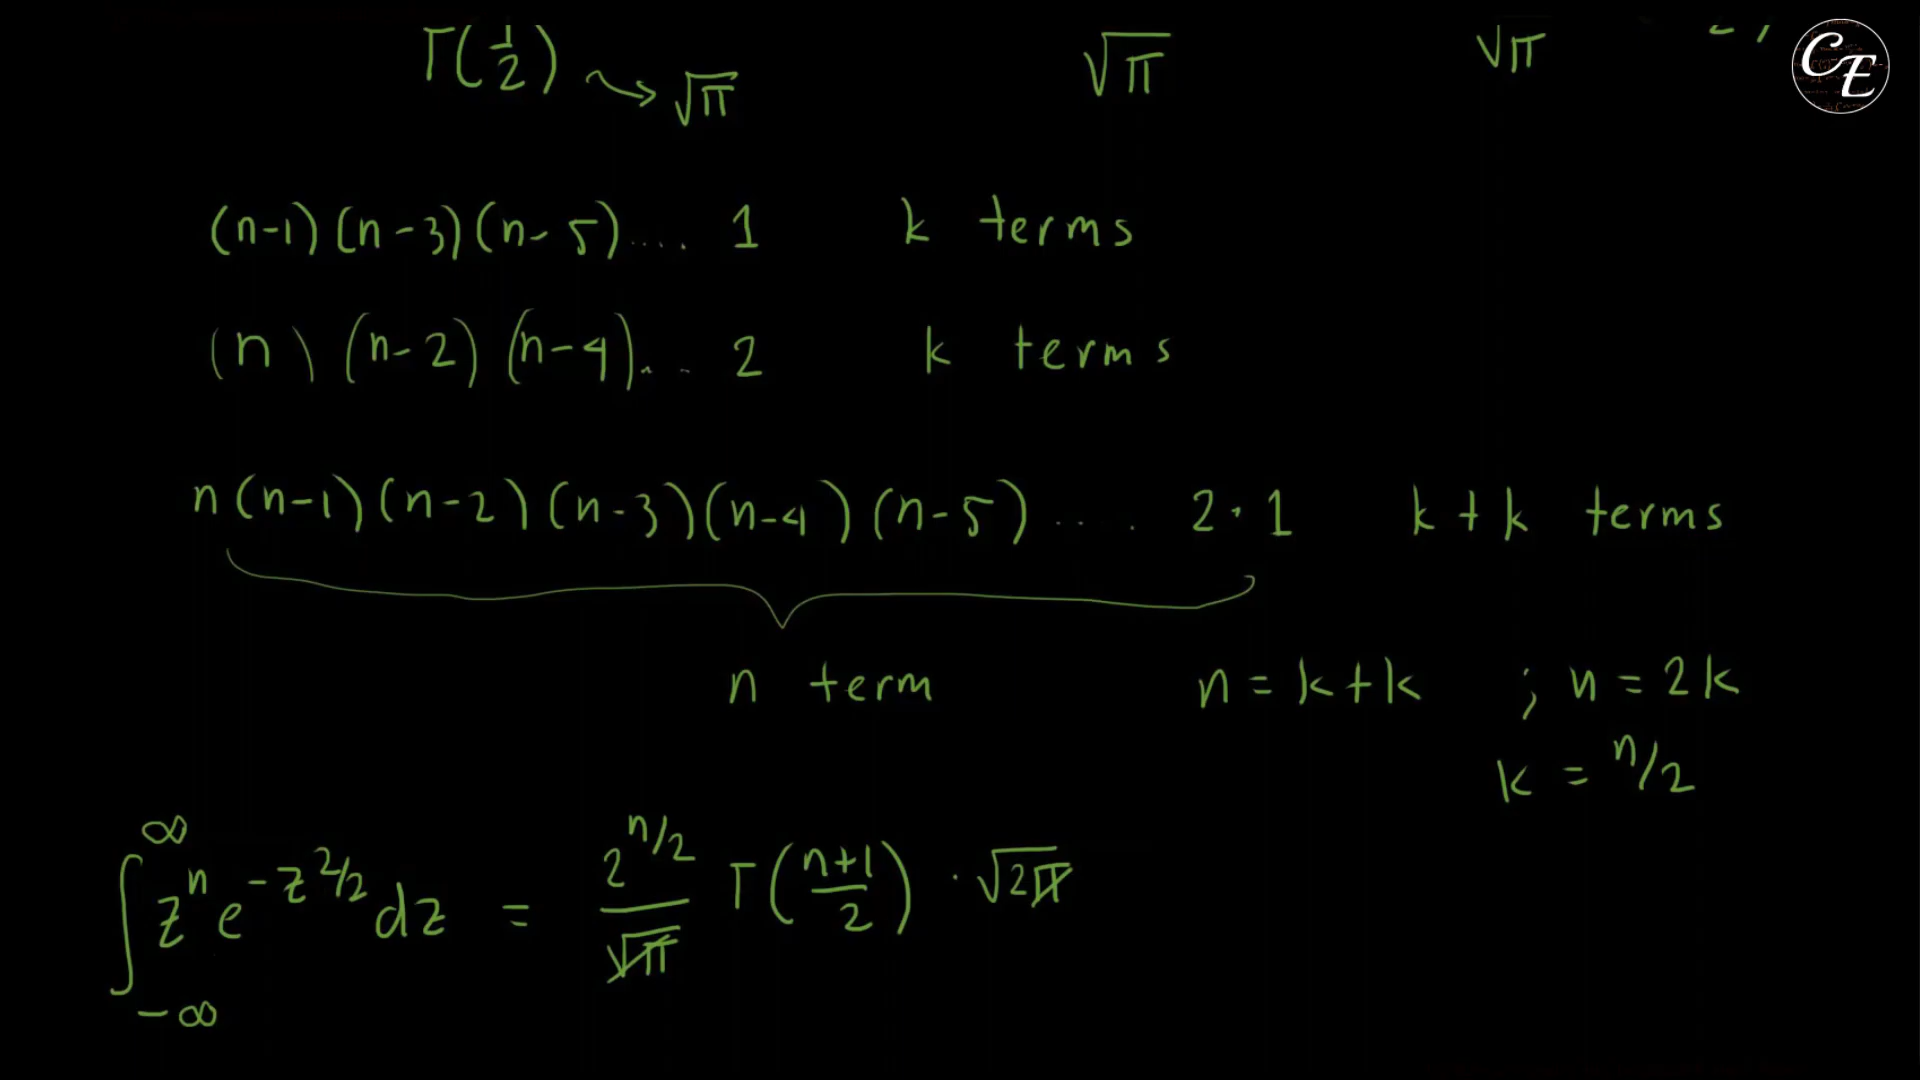 Γ(1/2) ⤳ √π √π √π
CE
(n-1)(n-3)(n-5).... 1 k terms
(n)(n-2)(n-4)... 2 k terms
n(n-1)(n-2)(n-3)(n-4)(n-5).... 2·1 k+k terms
n term n=k+k ; n=2k
k = n/2
∫_{-∞}^{∞} z^n e^{-z^2/2} dz = 2^{n/2}/√π Γ((n+1)/2) · √2π